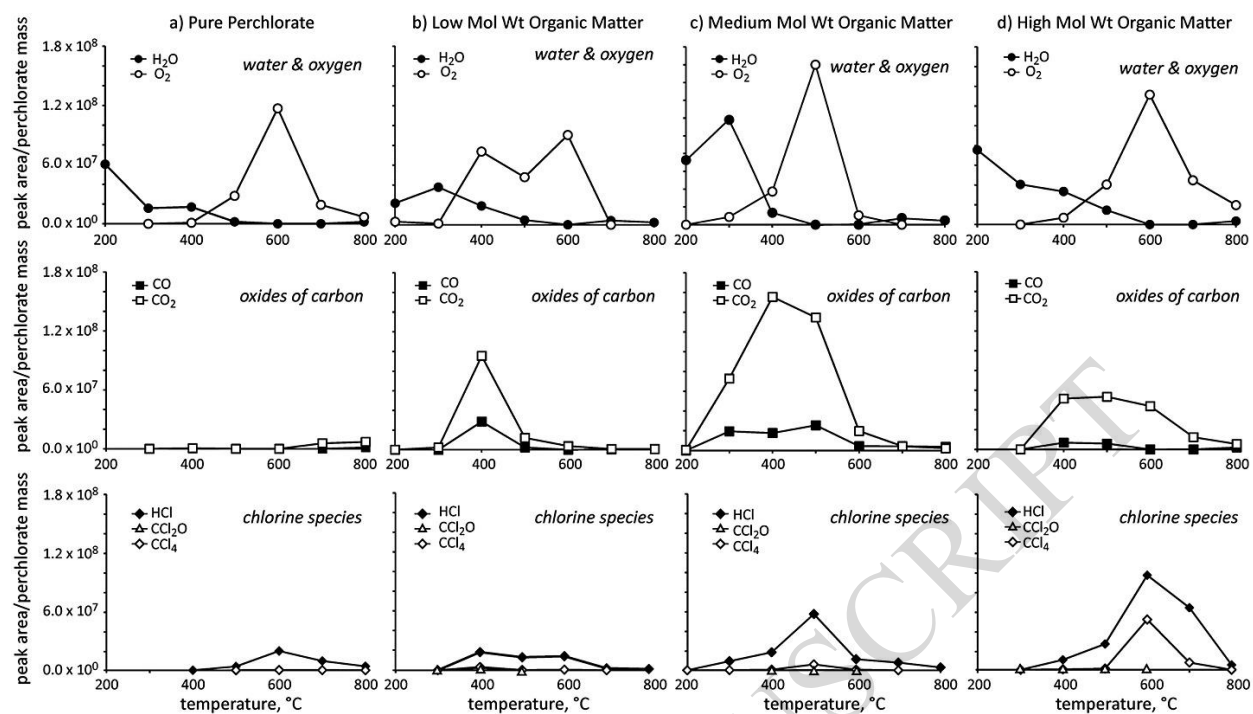 a) Pure Perchlorate
b) Low Mol Wt Organic Matter
c) Medium Mol Wt Organic Matter
d) High Mol Wt Organic Matter
peak area/perchlorate mass
1.8 x 10⁸
1.2 x 10⁸
6.0 x 10⁷
0.0 x 10⁰
H₂O
O₂
water & oxygen
200 400 600 800
H₂O
O₂
water & oxygen
200 400 600 800
H₂O
O₂
water & oxygen
200 400 600 800
H₂O
O₂
water & oxygen
200 400 600 800
peak area/perchlorate mass
1.8 x 10⁸
1.2 x 10⁸
6.0 x 10⁷
0.0 x 10⁰
CO
CO₂
oxides of carbon
200 400 600 800
CO
CO₂
oxides of carbon
200 400 600 800
CO
CO₂
oxides of carbon
200 400 600 800
CO
CO₂
oxides of carbon
200 400 600 800
peak area/perchlorate mass
1.8 x 10⁸
1.2 x 10⁸
6.0 x 10⁷
0.0 x 10⁰
HCl
CCl₂O
CCl₄
chlorine species
200 400 600 800
temperature, °C
HCl
CCl₂O
CCl₄
chlorine species
200 400 600 800
temperature, °C
HCl
CCl₂O
CCl₄
chlorine species
200 400 600 800
temperature, °C
HCl
CCl₂O
CCl₄
chlorine species
200 400 600 800
temperature, °C
USCRIPT